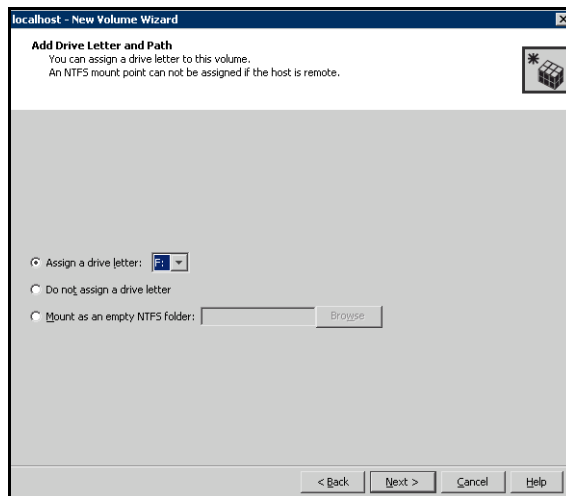 localhost - New Volume Wizard
Add Drive Letter and Path
You can assign a drive letter to this volume.
An NTFS mount point can not be assigned if the host is remote.
Assign a drive letter: F:
Do not assign a drive letter
Mount as an empty NTFS folder: Browse
< Back Next > Cancel Help